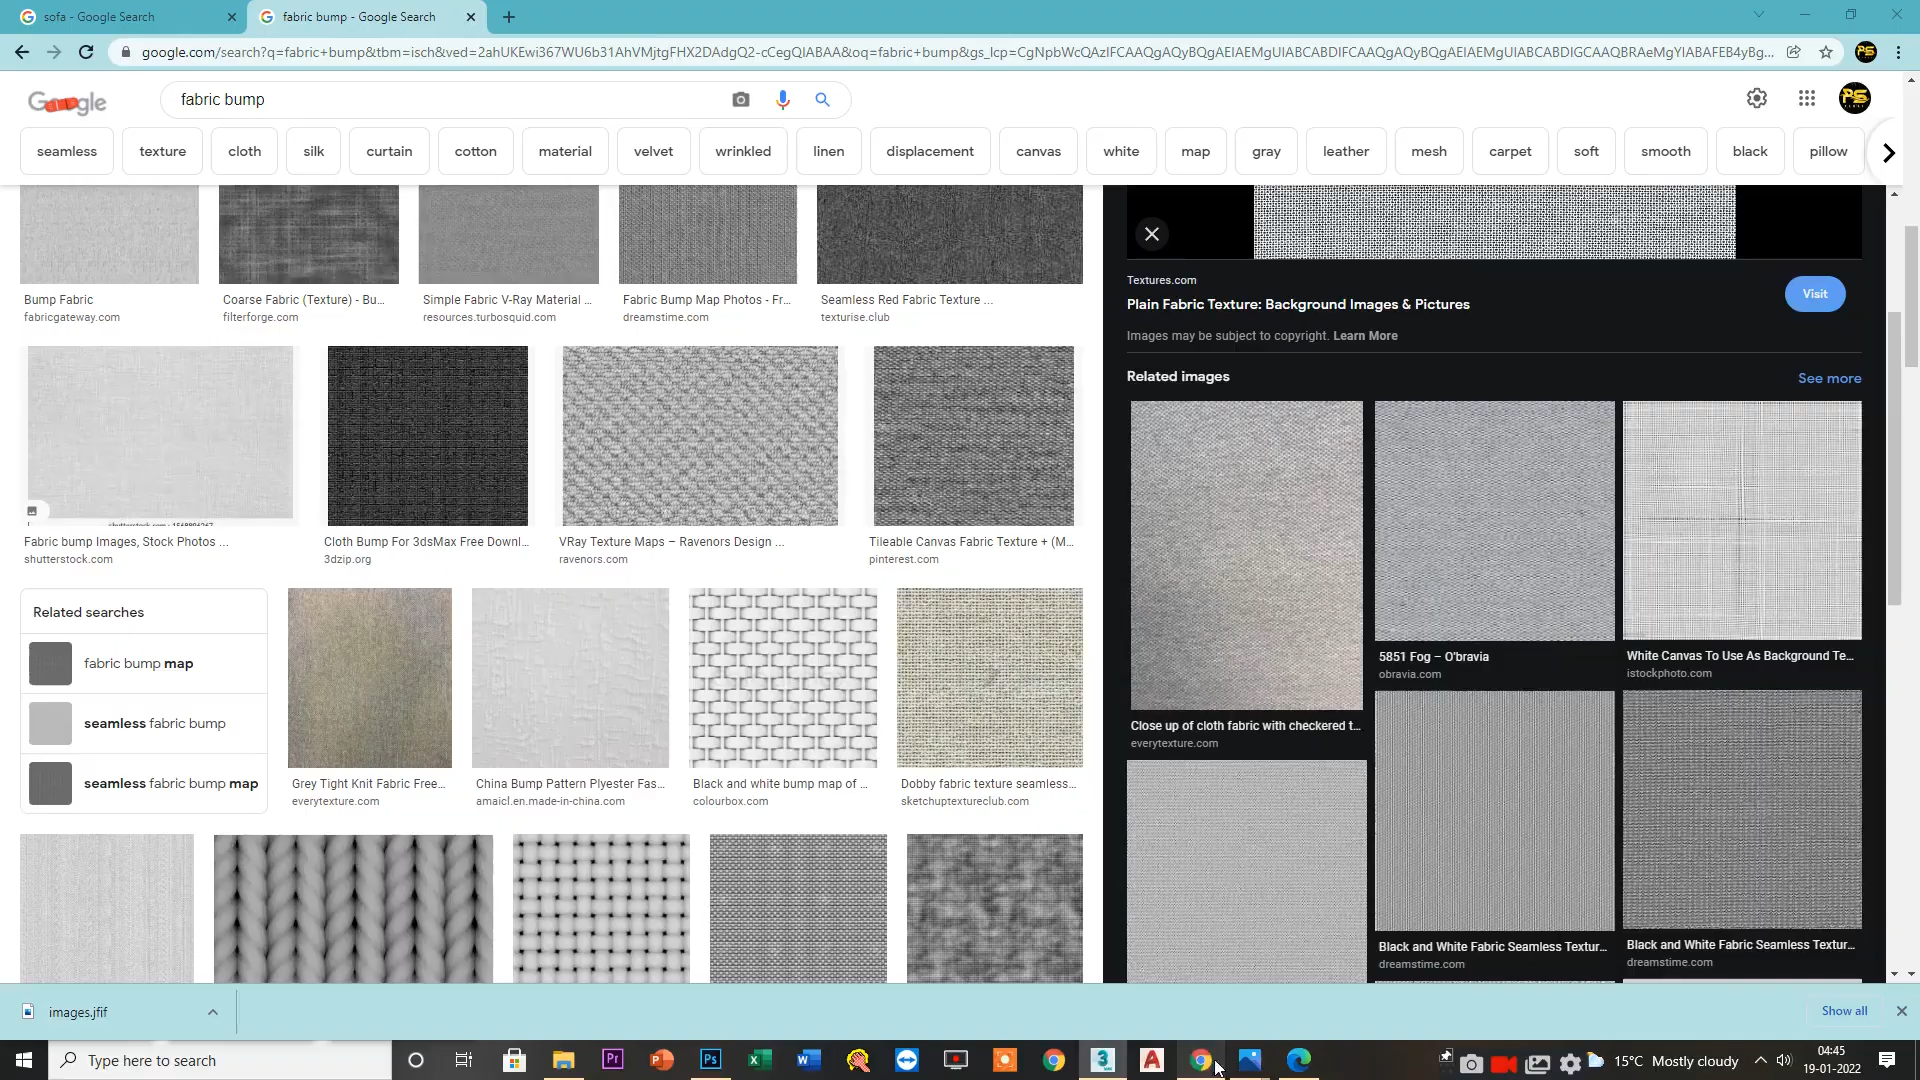 sofa - Google Search
fabric bump - Google Search
google.com/search?q=fabric+bump&tbm=isch&ved=2ahUKEwi367WU6b31AhVMjtgFHX2DAdgQ2-cCegQIABAA&oq=fabric+bump&gs_lcp=CgNpbWcQAzIFCAAQgAQyBQgAEIAEMgUIABCABDIFCAAQgAQyBQgAEIAEMgUIABCABDIGCAAQBRAeMgYIABAFEB4yBg...
Google
fabric bump
PS
seamless
texture
cloth
silk
curtain
cotton
material
velvet
wrinkled
linen
displacement
canvas
white
map
gray
leather
mesh
carpet
soft
smooth
black
pillow
Bump Fabric
fabricgateway.com
Coarse Fabric (Texture) - Bu...
filterforge.com
Simple Fabric V-Ray Material ...
resources.turbosquid.com
Fabric Bump Map Photos - Fr...
dreamstime.com
Seamless Red Fabric Texture ...
texturise.club
Fabric bump Images, Stock Photos ...
shutterstock.com
Cloth Bump For 3dsMax Free Downl...
3dzip.org
VRay Texture Maps – Ravenors Design ...
ravenors.com
Tileable Canvas Fabric Texture + (M...
pinterest.com
Related searches
fabric bump map
seamless fabric bump
seamless fabric bump map
Grey Tight Knit Fabric Free...
everytexture.com
China Bump Pattern Plyester Fas...
amaicl.en.made-in-china.com
Black and white bump map of ...
colourbox.com
Dobby fabric texture seamless...
sketchuptextureclub.com
Textures.com
Plain Fabric Texture: Background Images & Pictures
Visit
Images may be subject to copyright. Learn More
Related images
See more
Close up of cloth fabric with checkered t...
everytexture.com
5851 Fog – O'bravia
obravia.com
White Canvas To Use As Background Te...
istockphoto.com
Black and White Fabric Seamless Textur...
dreamstime.com
Black and White Fabric Seamless Textur...
dreamstime.com
images.jfif
Show all
Type here to search
15°C Mostly cloudy
04:45
19-01-2022